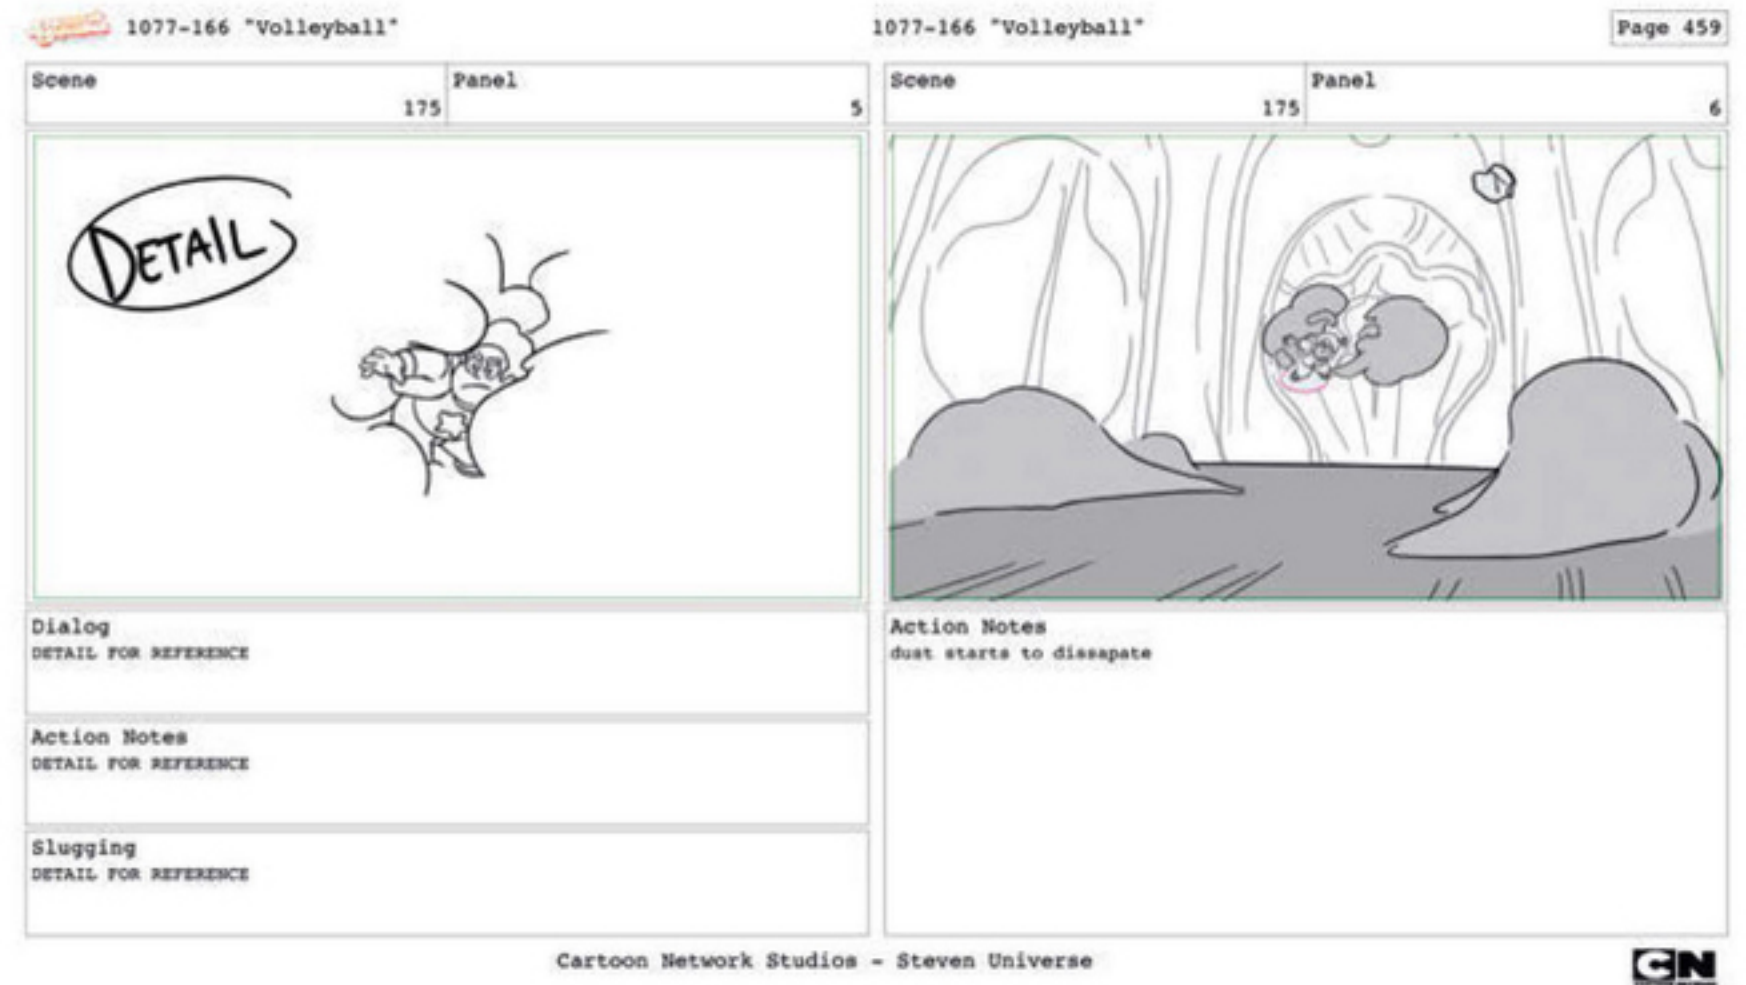 1077-166 "Volleyball"
1077-166 "Volleyball"
Page 459
Scene
175
Panel
5
Scene
175
Panel
6
DETAIL
Dialog
DETAIL FOR REFERENCE
Action Notes
DETAIL FOR REFERENCE
Slugging
DETAIL FOR REFERENCE
Action Notes
dust starts to dissapate
Cartoon Network Studios - Steven Universe
CN